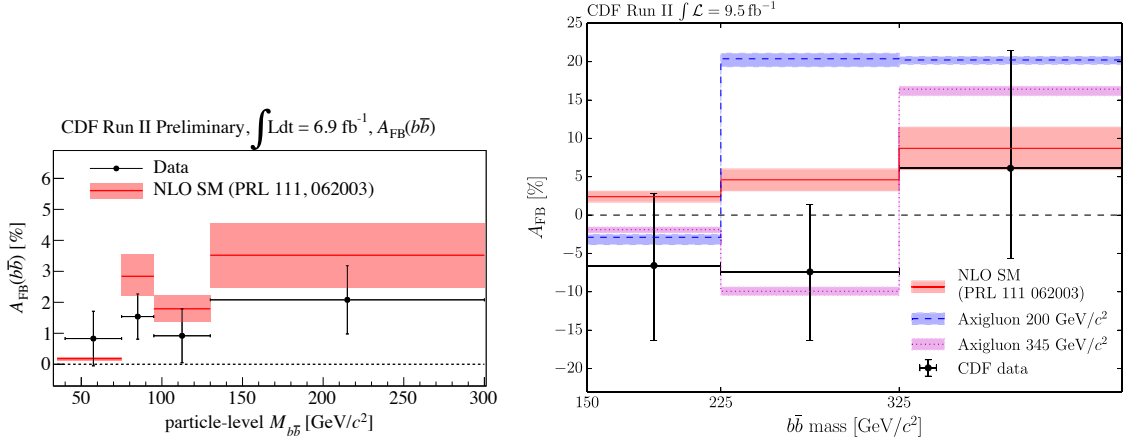 CDF Run II Preliminary, ∫Ldt = 6.9 fb⁻¹, A_FB(bb̅)
Data
NLO SM (PRL 111, 062003)
A_FB(bb̅) [%]
6
5
4
3
2
1
0
50 100 150 200 250 300
particle-level M_bb̅ [GeV/c²]
CDF Run II ∫ ℒ = 9.5 fb⁻¹
A_FB [%]
25
20
15
10
5
0
−5
−10
−15
−20
NLO SM
(PRL 111 062003)
Axigluon 200 GeV/c²
Axigluon 345 GeV/c²
CDF data
150 225 325
bb̅ mass [GeV/c²]